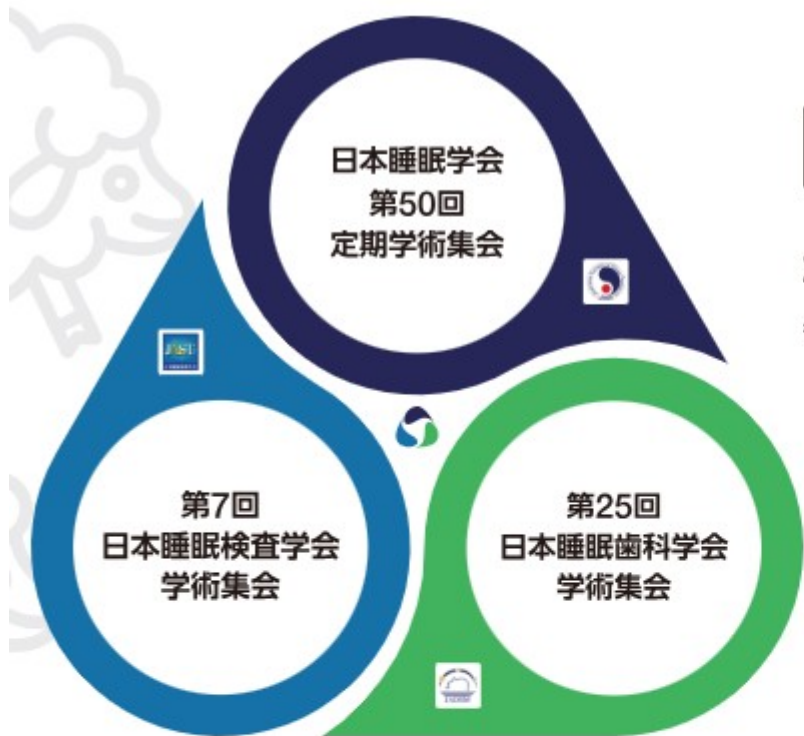 日本睡眠学会
第50回
定期学術集会
第7回
日本睡眠検査学会
学術集会
第25回
日本睡眠歯科学会
学術集会